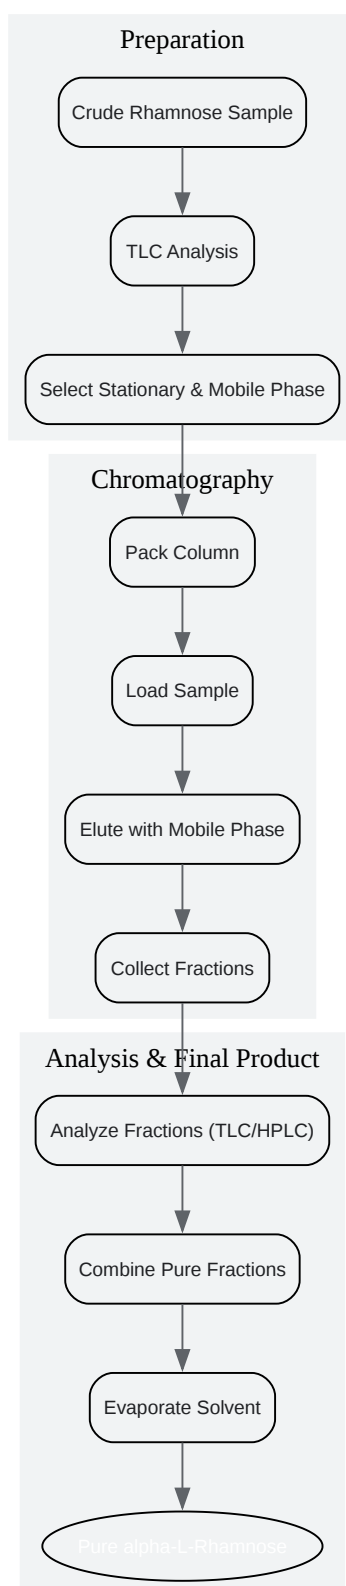 Preparation
Crude Rhamnose Sample
TLC Analysis
Select Stationary & Mobile Phase
Chromatography
Pack Column
Load Sample
Elute with Mobile Phase
Collect Fractions
Analysis & Final Product
Analyze Fractions (TLC/HPLC)
Combine Pure Fractions
Evaporate Solvent
Pure alpha-L-Rhamnose